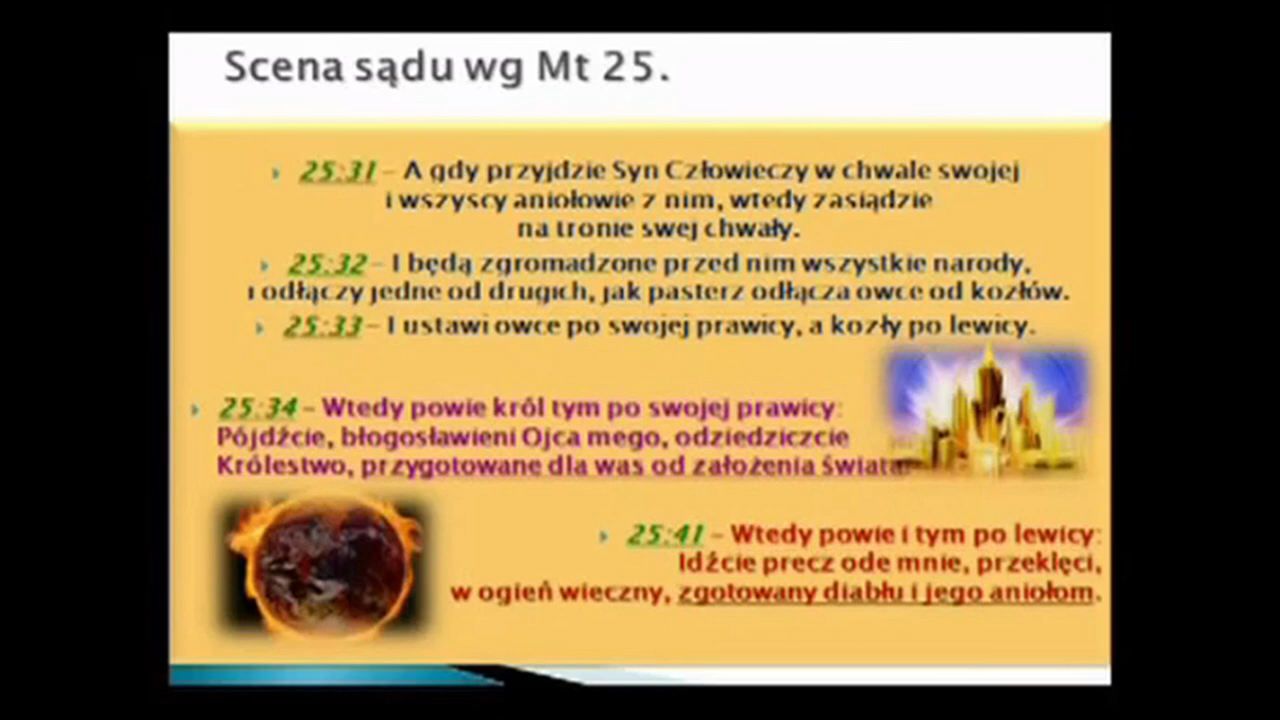 Scena sądu wg Mt 25.
25:31 – A gdy przyjdzie Syn Człowieczy w chwale swojej
i wszyscy aniołowie z nim, wtedy zasiądzie
na tronie swej chwały.
25:32 – I będą zgromadzone przed nim wszystkie narody,
i odłączy jedne od drugich, jak pasterz odłącza owce od kozłów.
25:33 – I ustawi owce po swojej prawicy, a kozły po lewicy.
25:34 – Wtedy powie król tym po swojej prawicy:
Pójdźcie, błogosławieni Ojca mego, odziedziczcie
Królestwo, przygotowane dla was od założenia świata.
25:41 – Wtedy powie i tym po lewicy:
Idźcie precz ode mnie, przeklęci,
w ogień wieczny, zgotowany diabłu i jego aniołom.